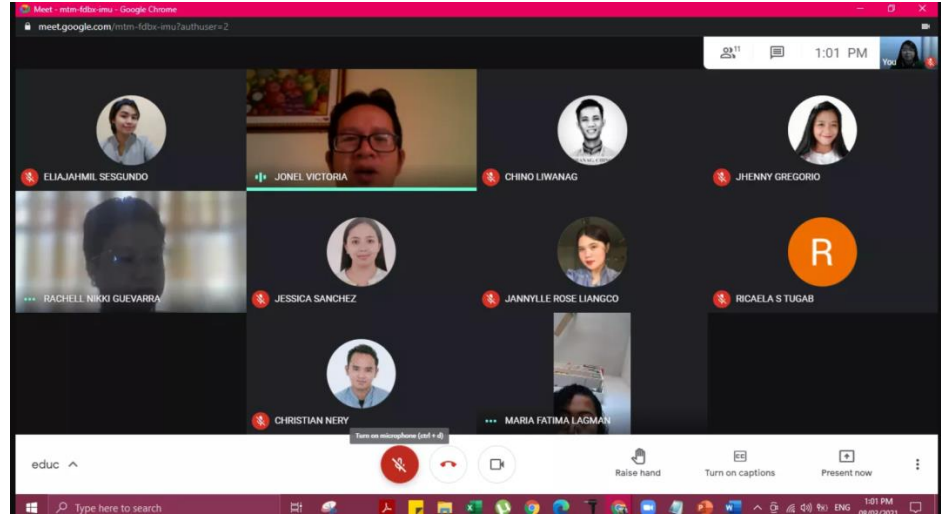 Meet - mtm-fdbx-imu - Google Chrome
meet.google.com/mtm-fdbx-imu?authuser=2
11
1:01 PM
You
ELIAJAHMIL SESGUNDO
JONEL VICTORIA
CHINO LIWANAG
JHENNY GREGORIO
RACHELL NIKKI GUEVARRA
JESSICA SANCHEZ
JANNYLLE ROSE LIANGCO
R
RICAELA S TUGAB
CHRISTIAN NERY
MARIA FATIMA LAGMAN
Turn on microphone (ctrl + d)
educ
Raise hand
Turn on captions
Present now
Type here to search
ENG
1:01 PM
08/03/2021